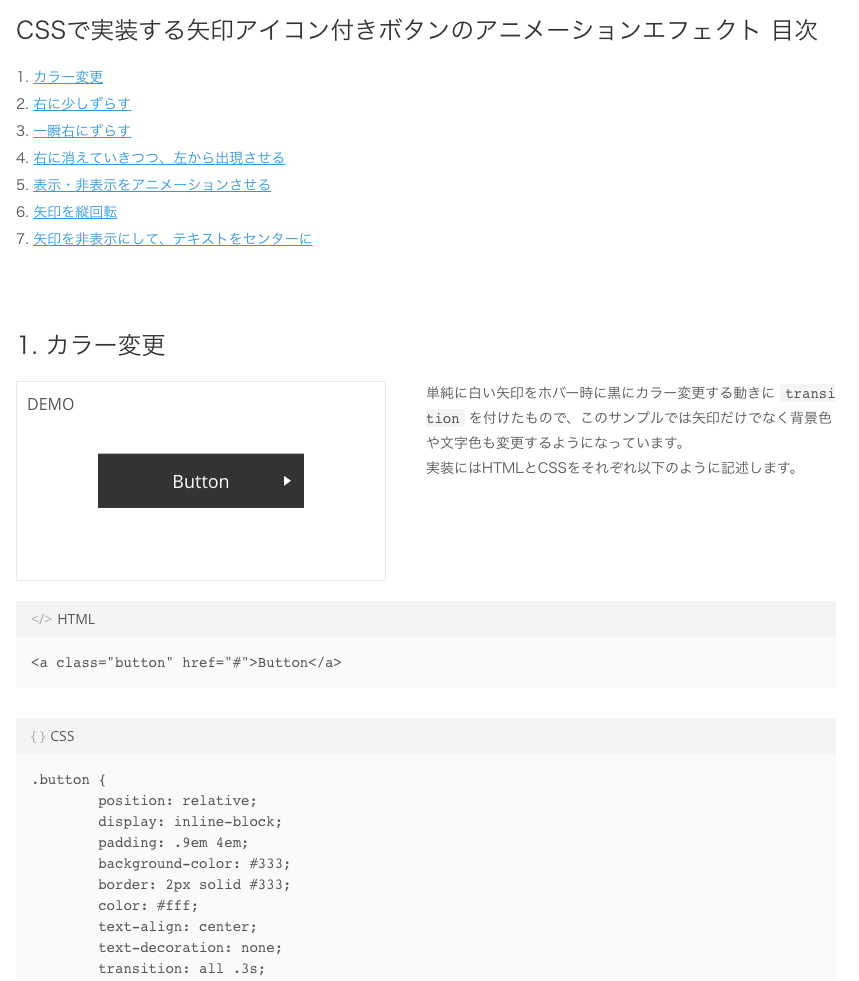 CSSで実装する矢印アイコン付きボタンのアニメーションエフェクト 目次
1. カラー変更
2. 右に少しずらす
3. 一瞬右にずらす
4. 右に消えていきつつ、左から出現させる
5. 表示・非表示をアニメーションさせる
6. 矢印を縦回転
7. 矢印を非表示にして、テキストをセンターに
1. カラー変更
DEMO
Button
単純に白い矢印をホバー時に黒にカラー変更する動きに transi
tion を付けたもので、このサンプルでは矢印だけでなく背景色
や文字色も変更するようになっています。
実装にはHTMLとCSSをそれぞれ以下のように記述します。
</> HTML
<a class="button" href="#">Button</a>
{ } CSS
.button {
position: relative;
display: inline-block;
padding: .9em 4em;
background-color: #333;
border: 2px solid #333;
color: #fff;
text-align: center;
text-decoration: none;
transition: all .3s;